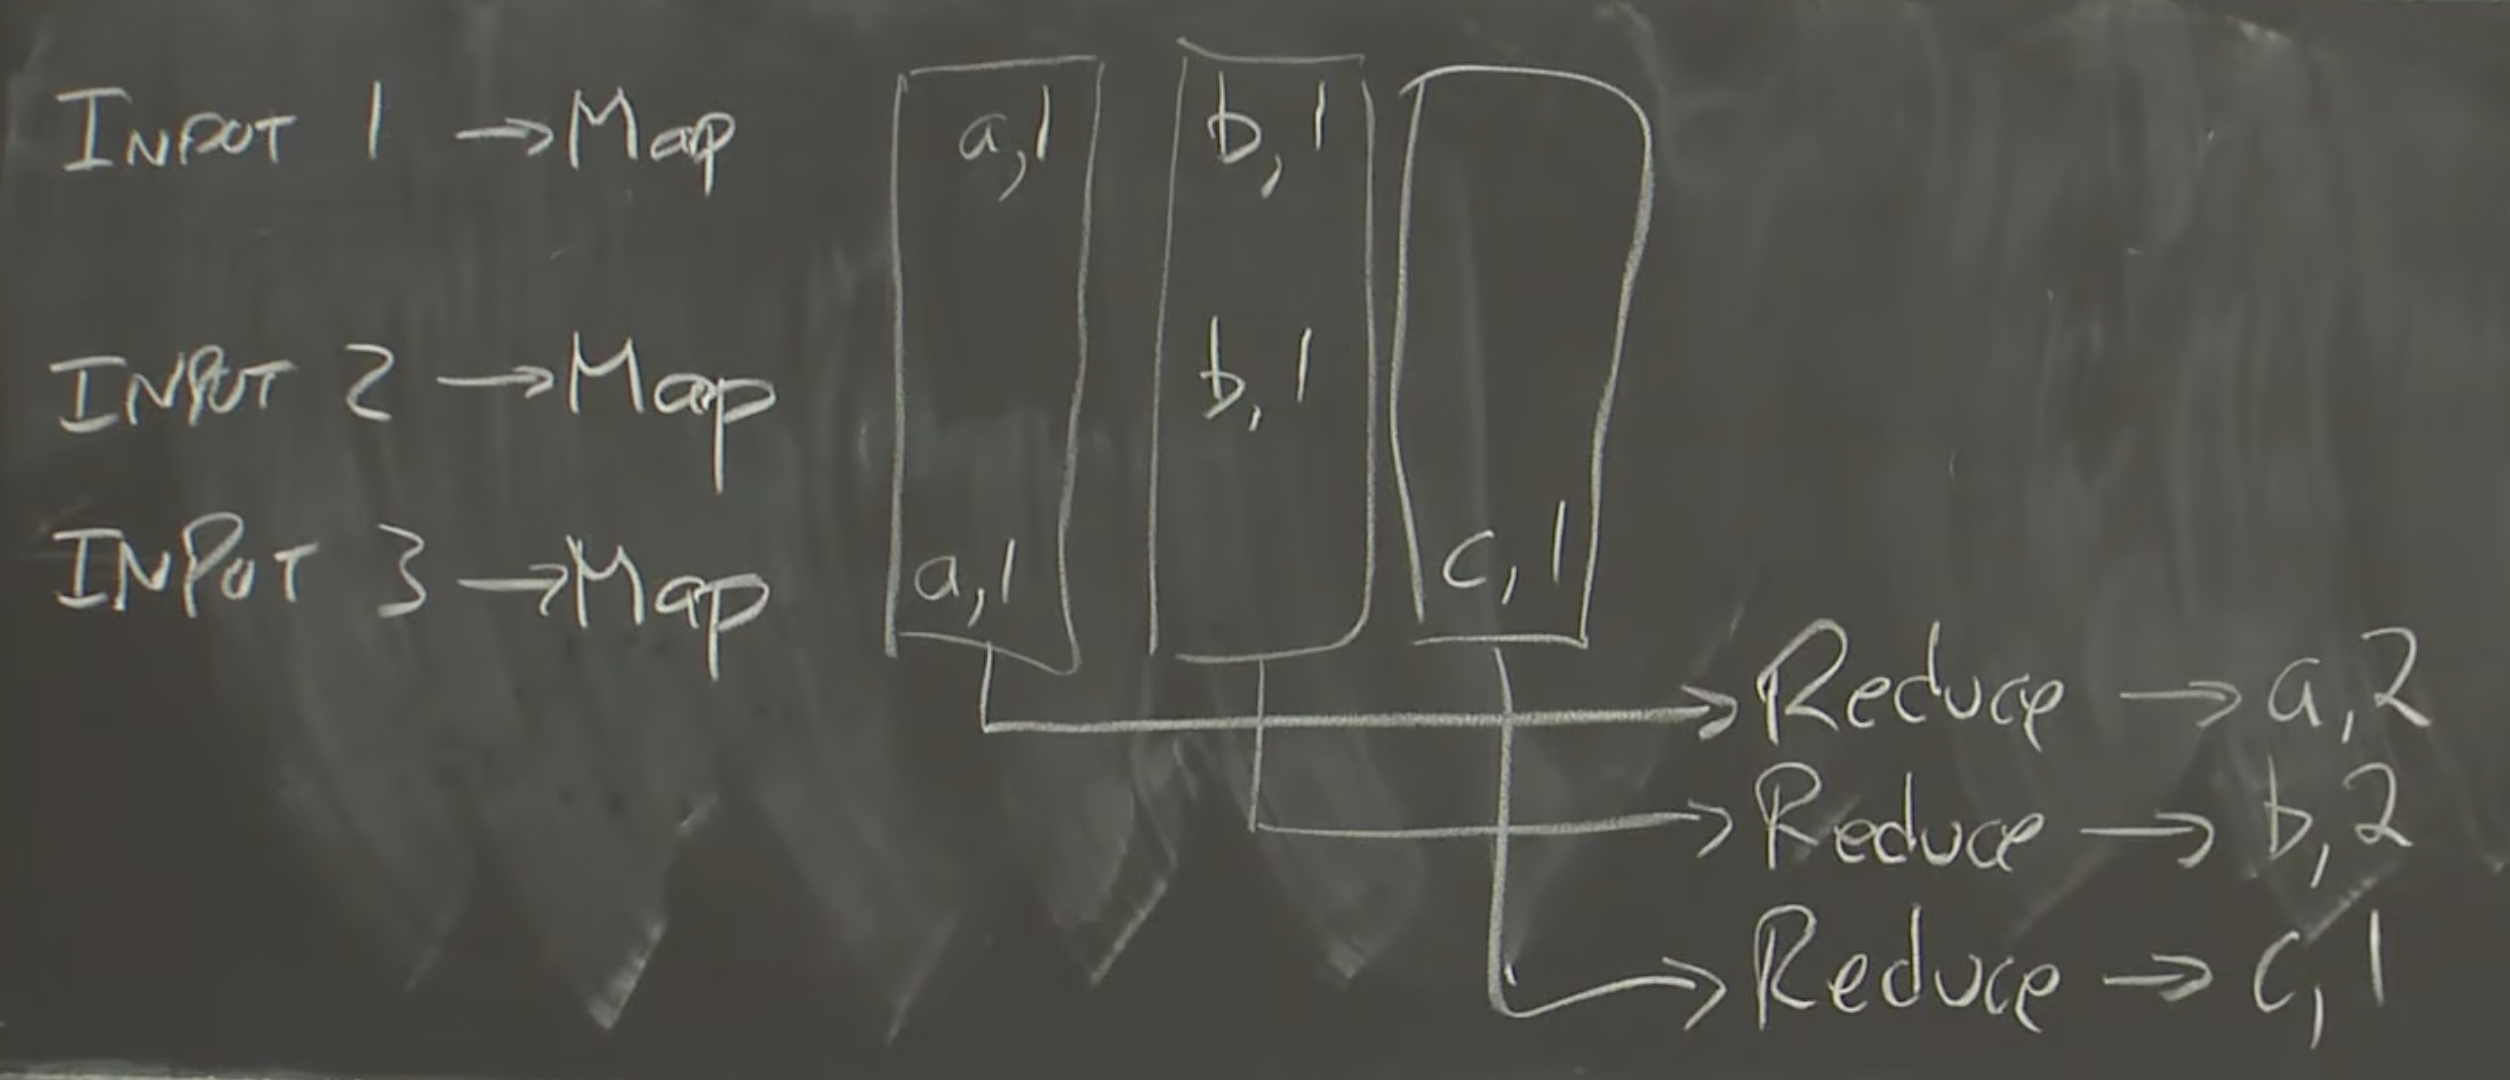 INPUT 1 → Map a,1 b,1
INPUT 2 → Map b,1
INPUT 3 → Map a,1 c,1
Reduce → a,2
Reduce → b,2
Reduce → c,1